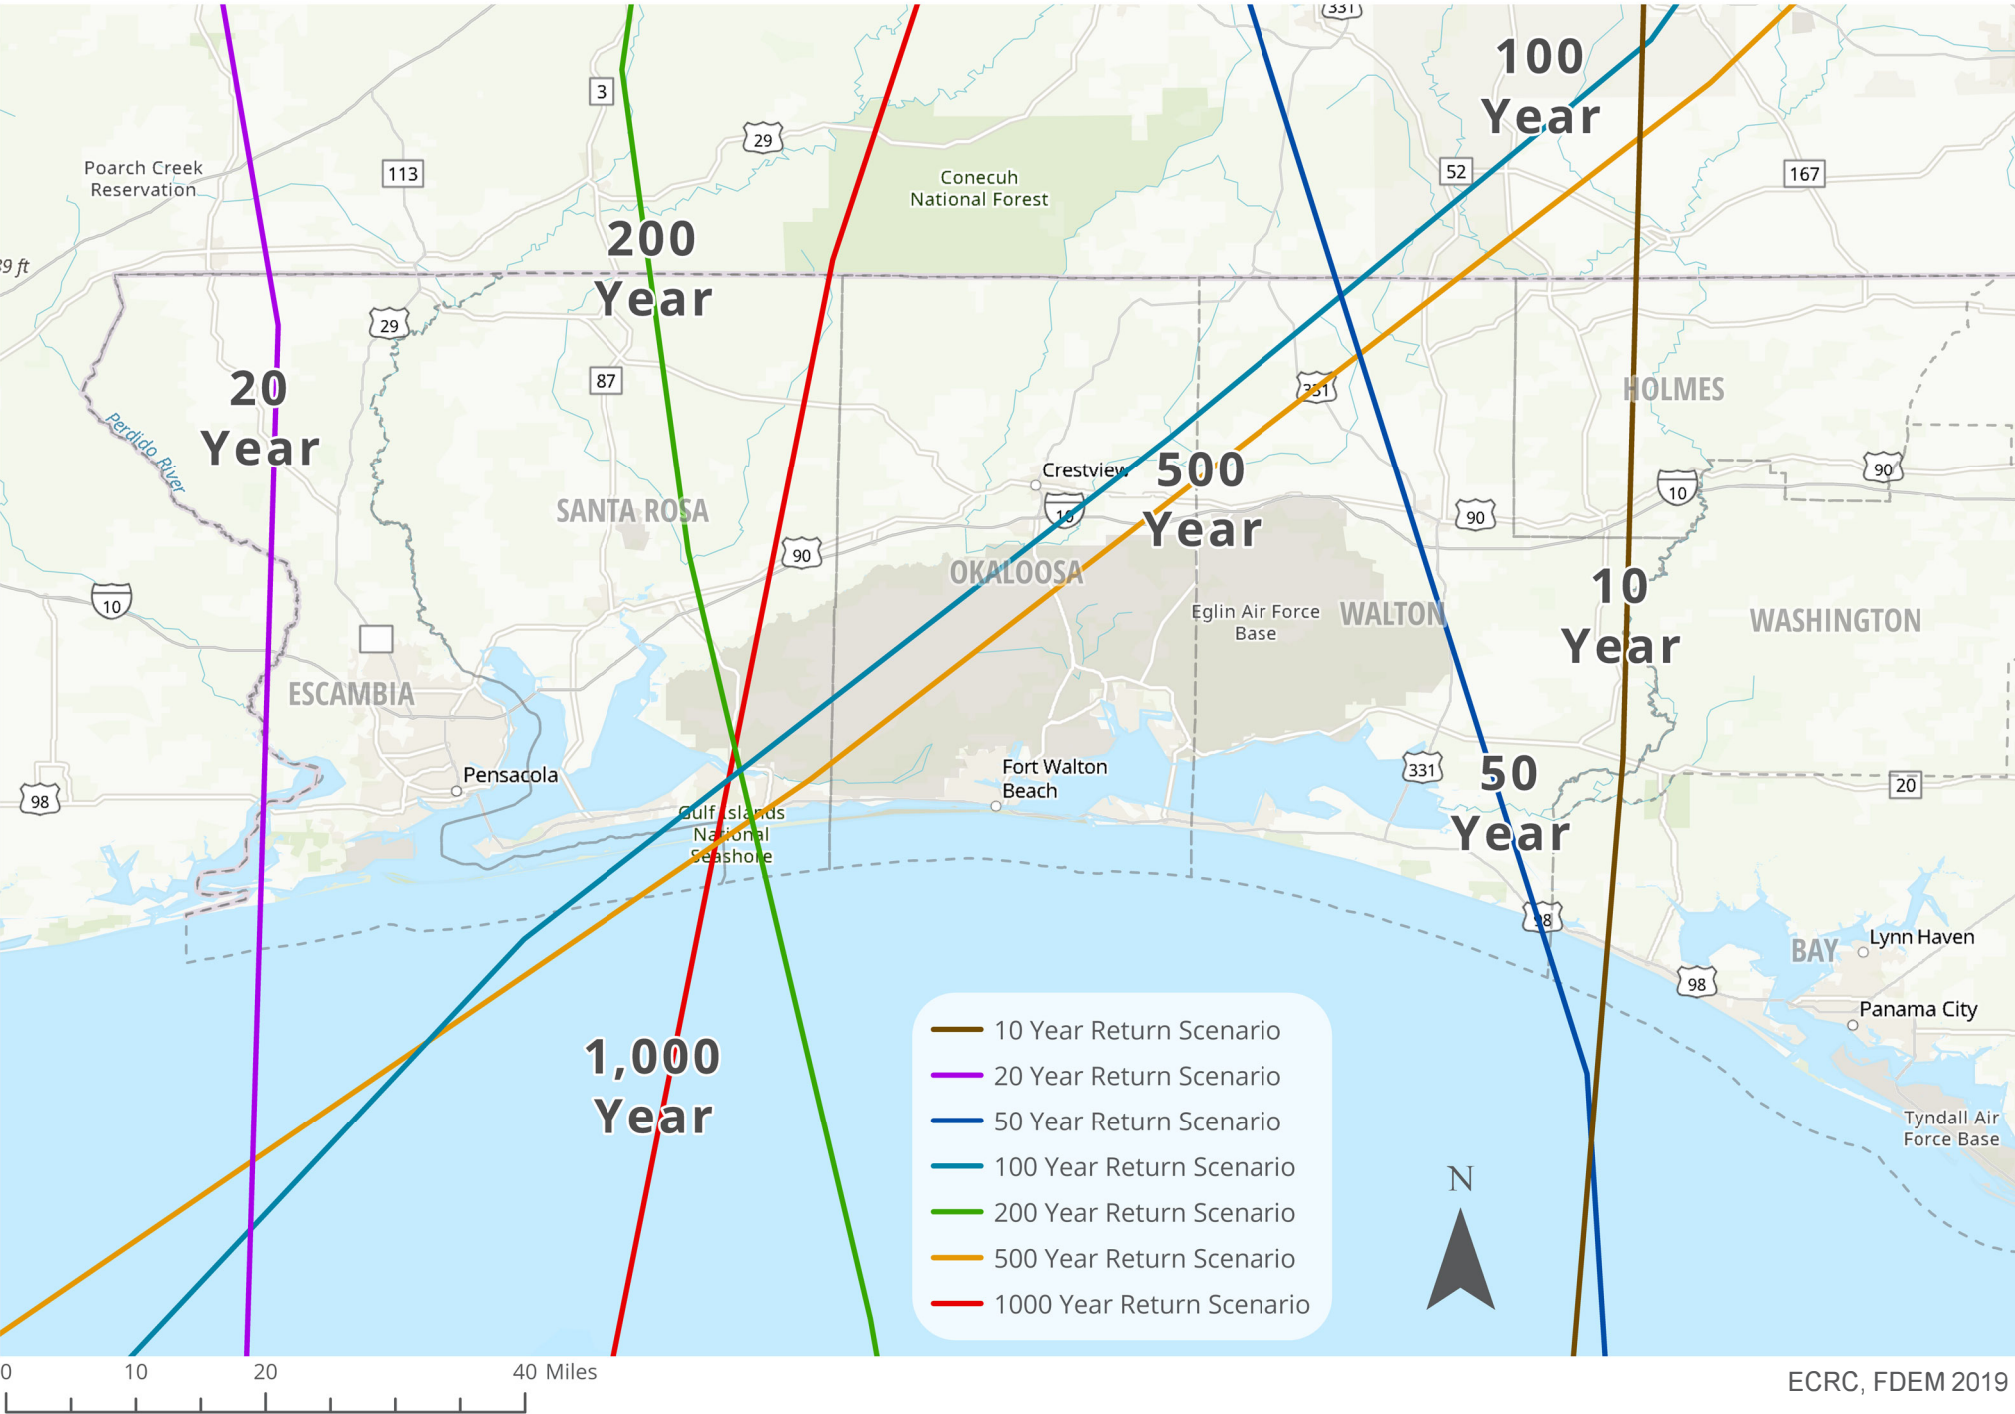 331
100
Year
3
29
Poarch Creek
Reservation
113
Conecuh
National Forest
52
167
200
Year
39 ft
29
20
Year
87
331
HOLMES
Perdido River
Crestview
500
Year
90
10
10
SANTA ROSA
90
90
OKALOOSA
10
Year
10
Eglin Air Force
Base
WALTON
WASHINGTON
ESCAMBIA
Pensacola
Fort Walton
Beach
331
50
Year
20
98
Gulf Islands
National
Seashore
98
BAY
Lynn Haven
98
Panama City
1,000
Year
10 Year Return Scenario
20 Year Return Scenario
50 Year Return Scenario
100 Year Return Scenario
200 Year Return Scenario
500 Year Return Scenario
1000 Year Return Scenario
Tyndall Air
Force Base
N
0 10 20 40 Miles
ECRC, FDEM 2019